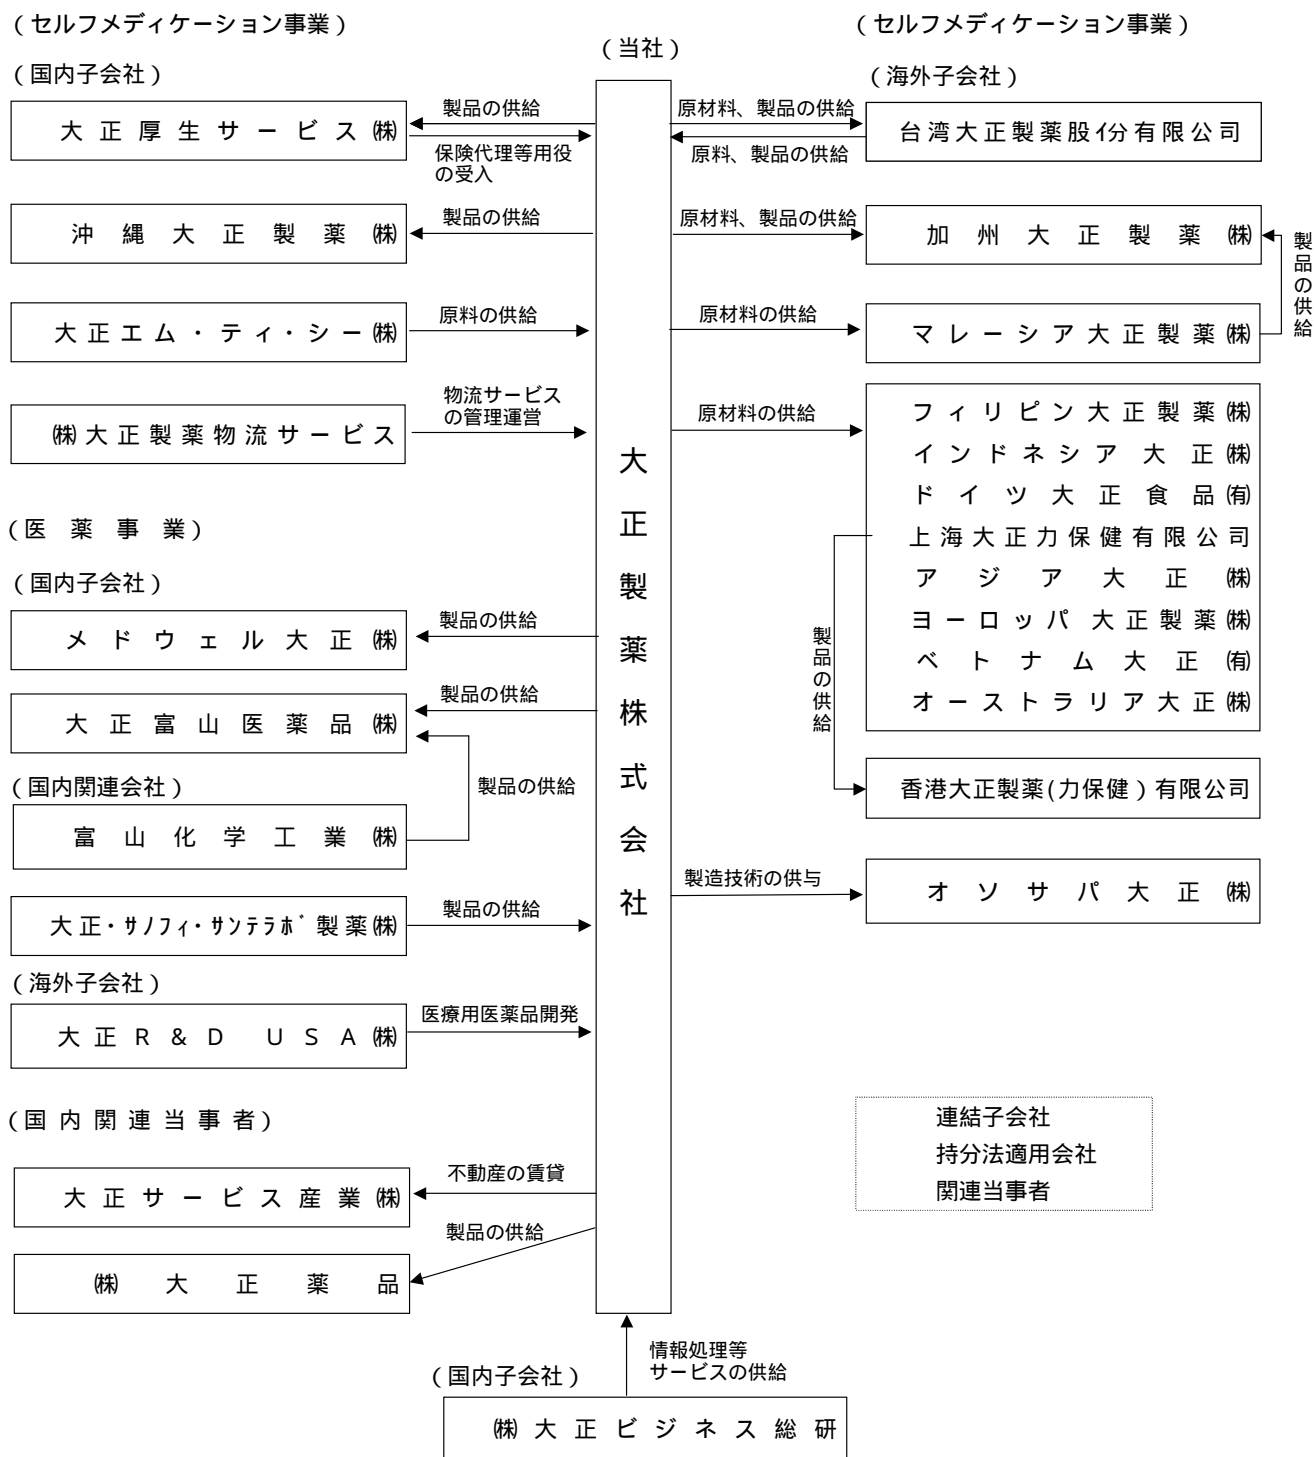 (セルフメディケーション事業)
(国内子会社)
大正厚生サービス㈱
製品の供給
保険代理等用役
の受入
沖縄大正製薬㈱
製品の供給
大正エム・ティ・シー㈱
原料の供給
㈱大正製薬物流サービス
物流サービス
の管理運営
(医薬事業)
(国内子会社)
メドウェル大正㈱
製品の供給
大正富山医薬品㈱
製品の供給
(国内関連会社)
製品の供給
富山化学工業㈱
大正・ｻﾉﾌｨ・ｻﾝテﾗﾎﾞ製薬㈱
製品の供給
(海外子会社)
大正R&D USA㈱
医療用医薬品開発
(国内関連当事者)
大正サービス産業㈱
不動産の賃貸
製品の供給
㈱大正薬品
(当社)
大正製薬株式会社
(セルフメディケーション事業)
(海外子会社)
原材料、製品の供給
原料、製品の供給
台湾大正製薬股份有限公司
原材料、製品の供給
加州大正製薬㈱
製品の供給
原材料の供給
マレーシア大正製薬㈱
原材料の供給
フィリピン大正製薬㈱
インドネシア大正㈱
ドイツ大正食品㈲
上海大正力保健有限公司
アジア大正㈱
ヨーロッパ大正製薬㈱
ベトナム大正㈲
オーストラリア大正㈱
製品の供給
香港大正製薬(力保健)有限公司
製造技術の供与
オソサパ大正㈱
連結子会社
持分法適用会社
関連当事者
情報処理等
サービスの供給
(国内子会社)
㈱大正ビジネス総研